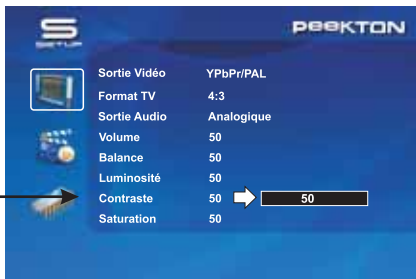 SETUP
PEEKTON
Sortie Vidéo YPbPr/PAL
Format TV 4:3
Sortie Audio Analogique
Volume 50
Balance 50
Luminosité 50
Contraste 50 50
Saturation 50